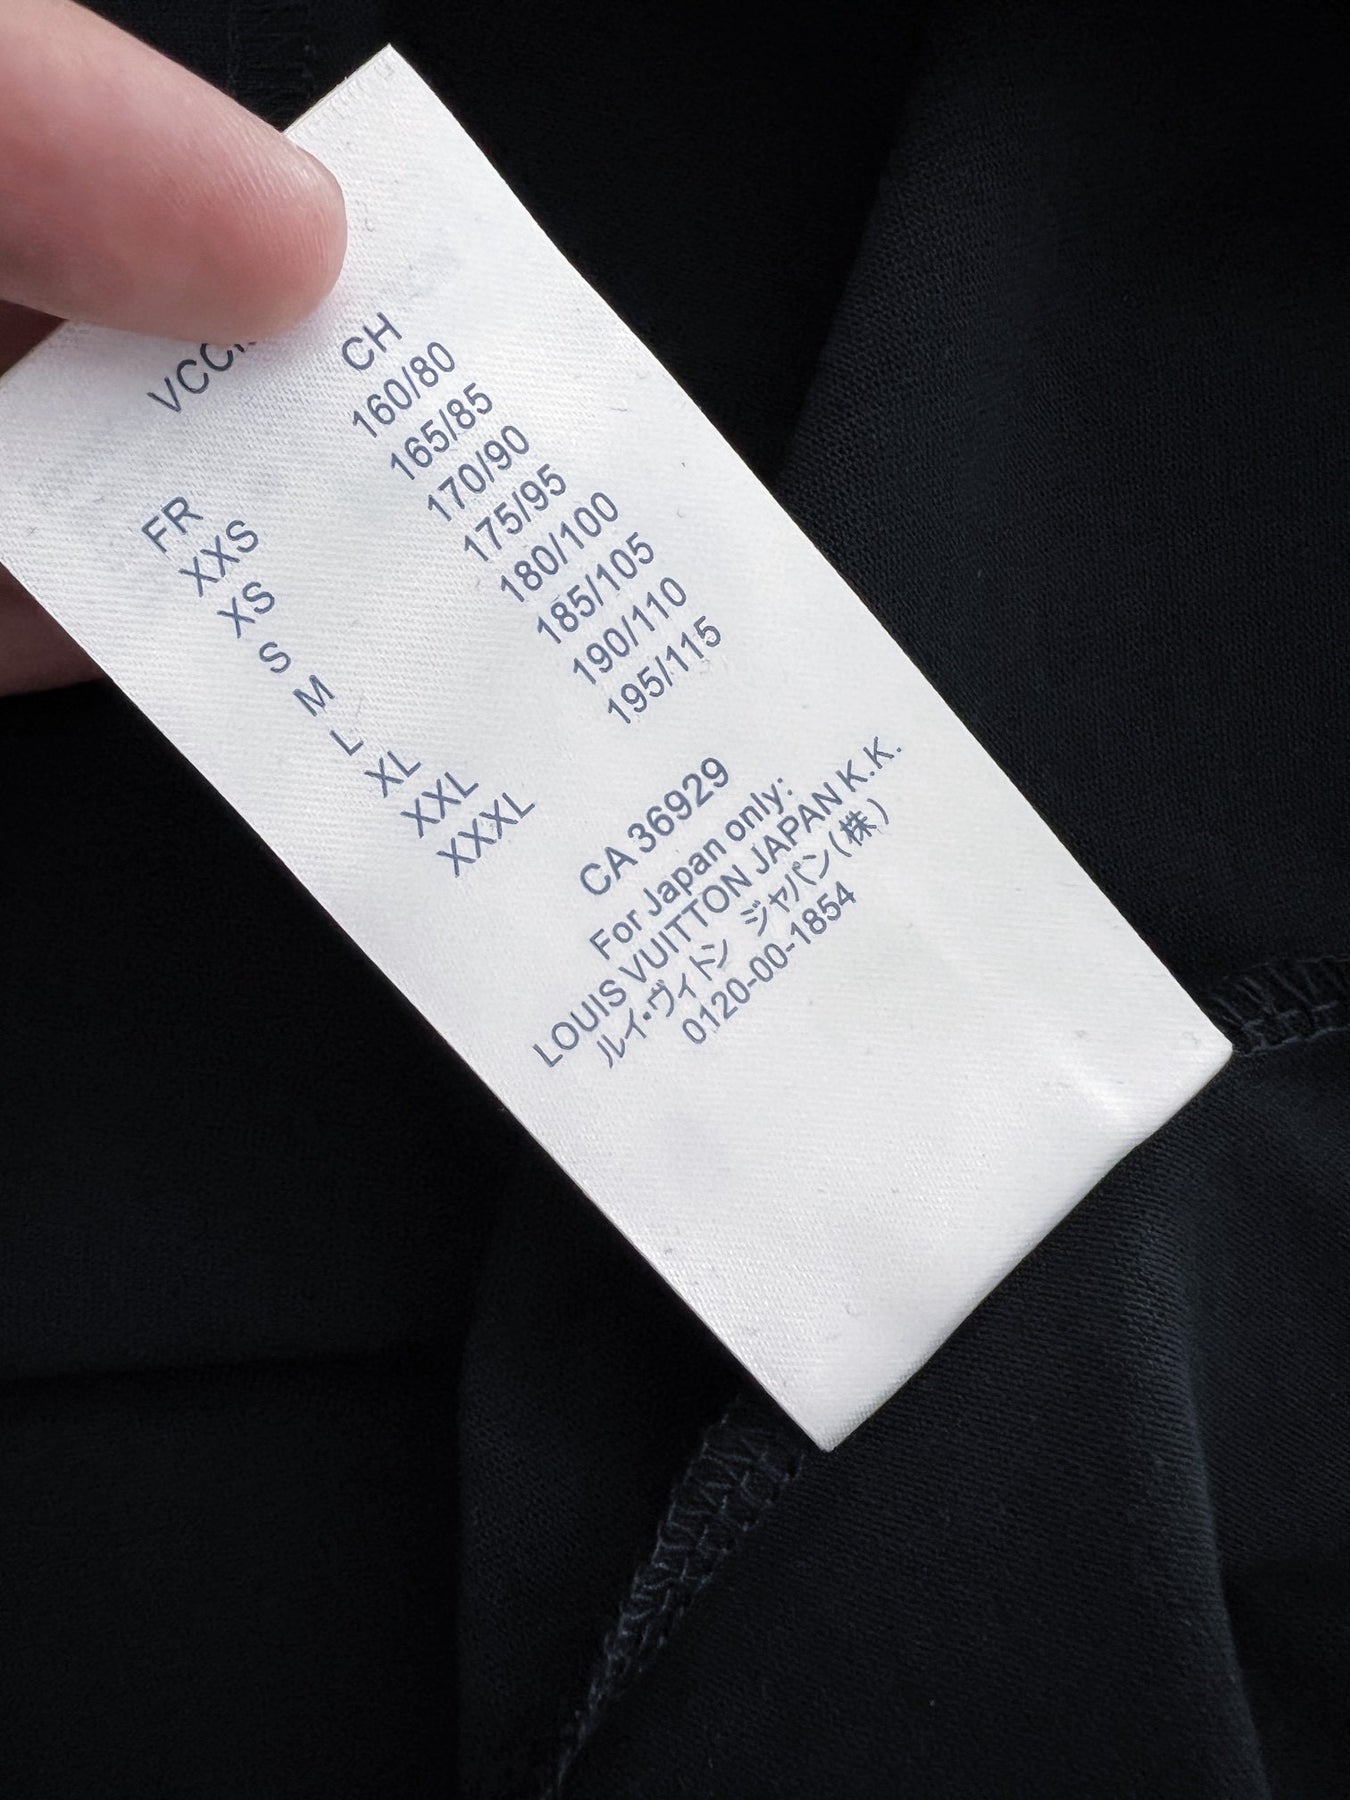 CH
FR 160/80
XXS 165/85
XS 170/90
S 175/95
M 180/100
L 185/105
XL 190/110
XXL 195/115
XXXL
CA 36929
For Japan only:
LOUIS VUITTON JAPAN K.K.
ルイ・ヴィトン ジャパン(株)
0120-00-1854